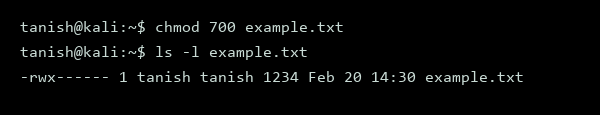 tanish@kali:~$ chmod 700 example.txt
tanish@kali:~$ ls -l example.txt
-rwx------ 1 tanish tanish 1234 Feb 20 14:30 example.txt